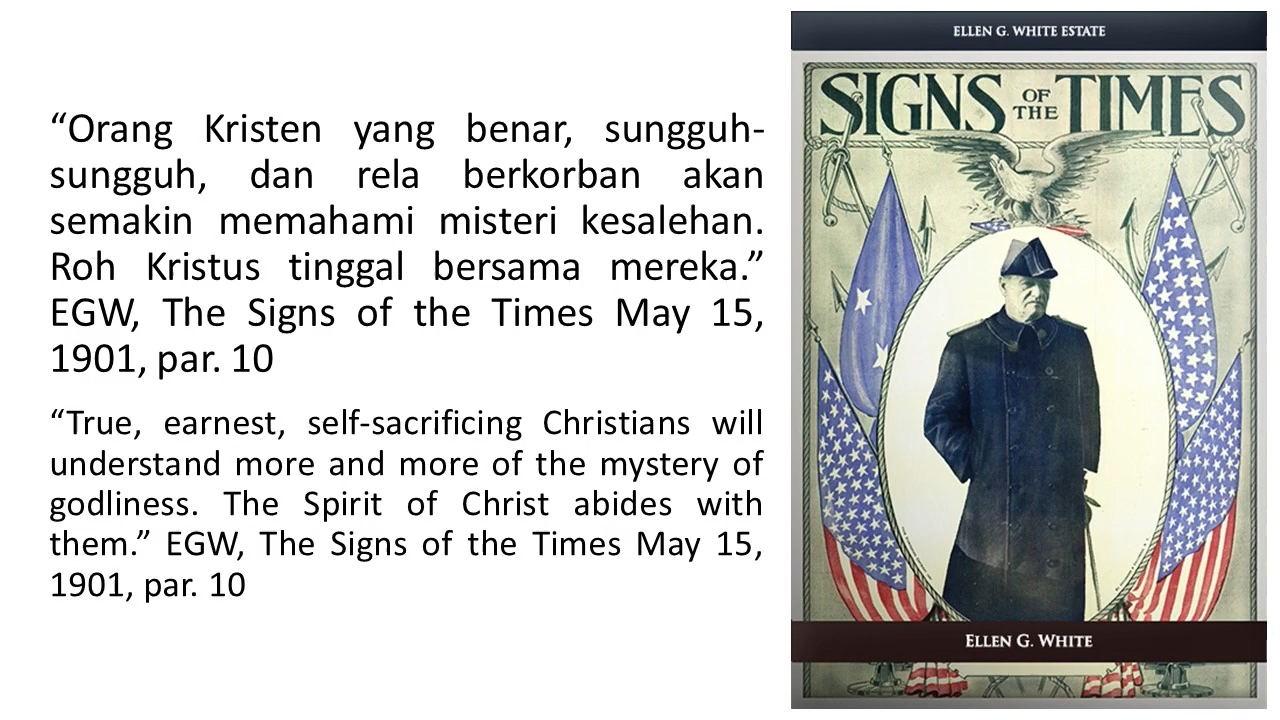 “Orang Kristen yang benar, sungguh-
sungguh, dan rela berkorban akan
semakin memahami misteri kesalehan.
Roh Kristus tinggal bersama mereka.”
EGW, The Signs of the Times May 15,
1901, par. 10
“True, earnest, self-sacrificing Christians will
understand more and more of the mystery of
godliness. The Spirit of Christ abides with
them.” EGW, The Signs of the Times May 15,
1901, par. 10
ELLEN G. WHITE ESTATE
SIGNS OF THE TIMES
ELLEN G. WHITE